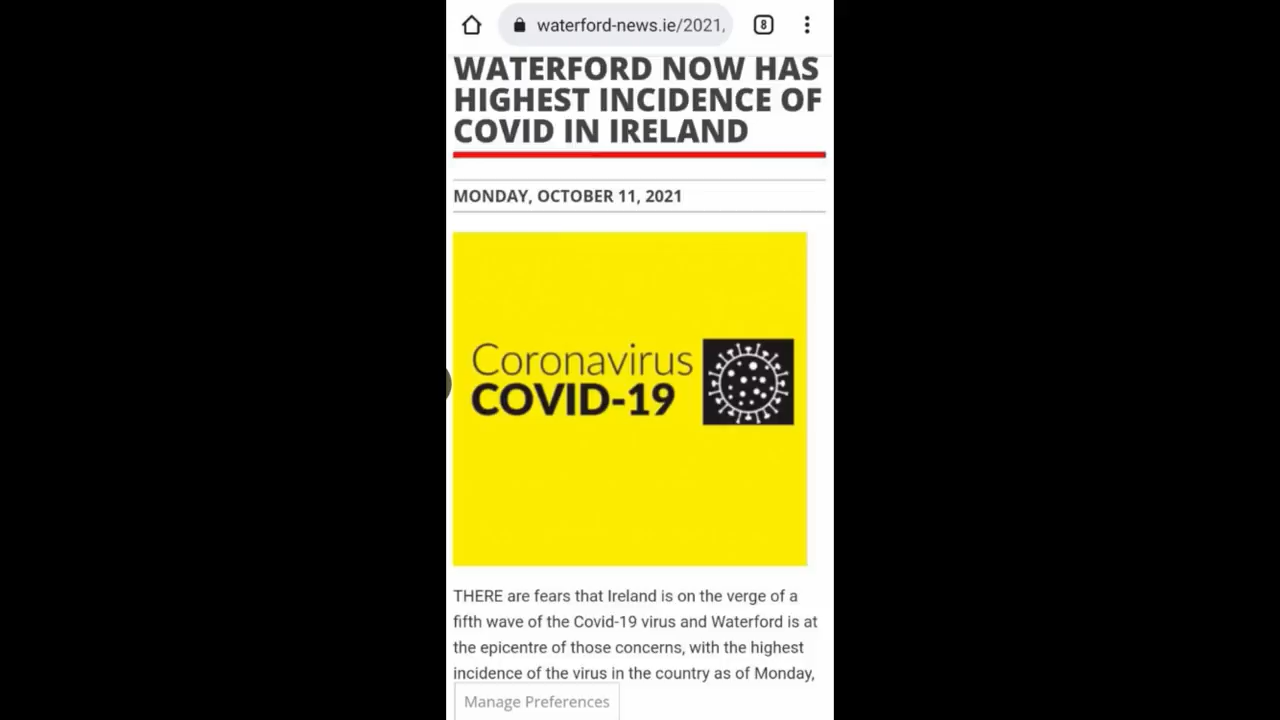 waterford-news.ie/2021,
8
WATERFORD NOW HAS
HIGHEST INCIDENCE OF
COVID IN IRELAND
MONDAY, OCTOBER 11, 2021
Coronavirus
COVID-19
THERE are fears that Ireland is on the verge of a
fifth wave of the Covid-19 virus and Waterford is at
the epicentre of those concerns, with the highest
incidence of the virus in the country as of Monday,
Manage Preferences